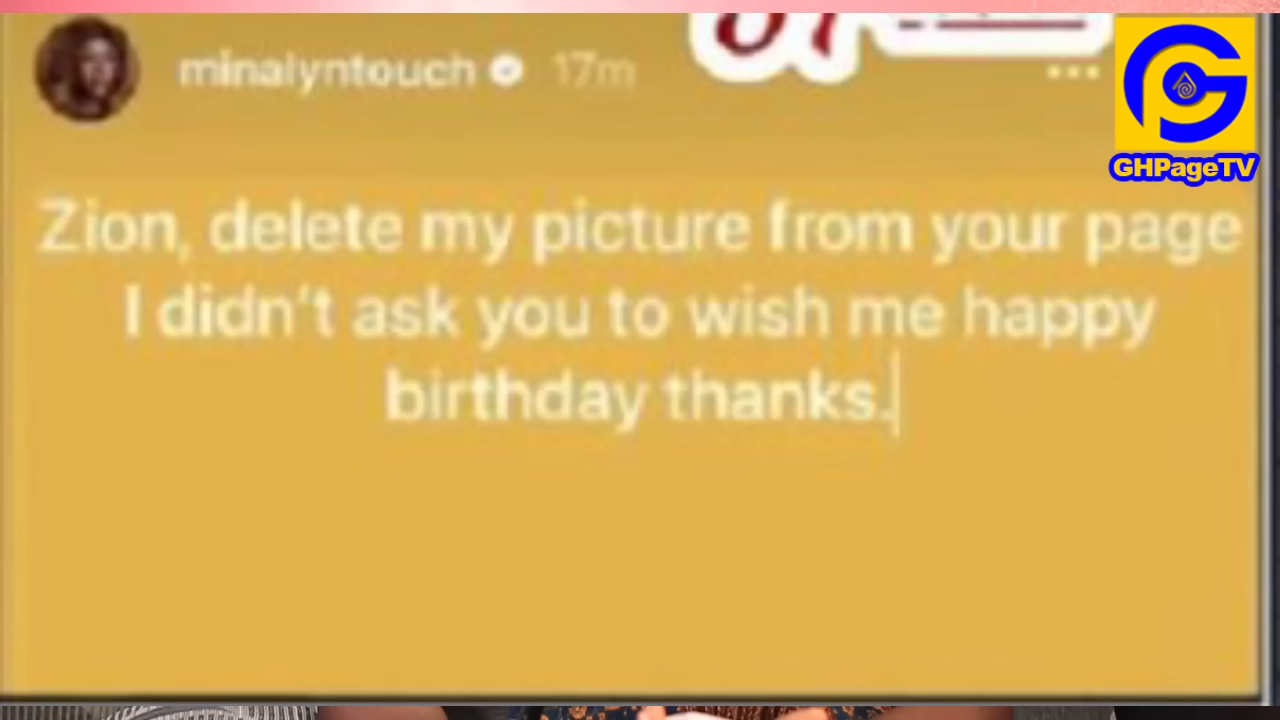 minalyntouch 17m
GHPageTV
Zion, delete my picture from your page
I didn't ask you to wish me happy
birthday thanks.